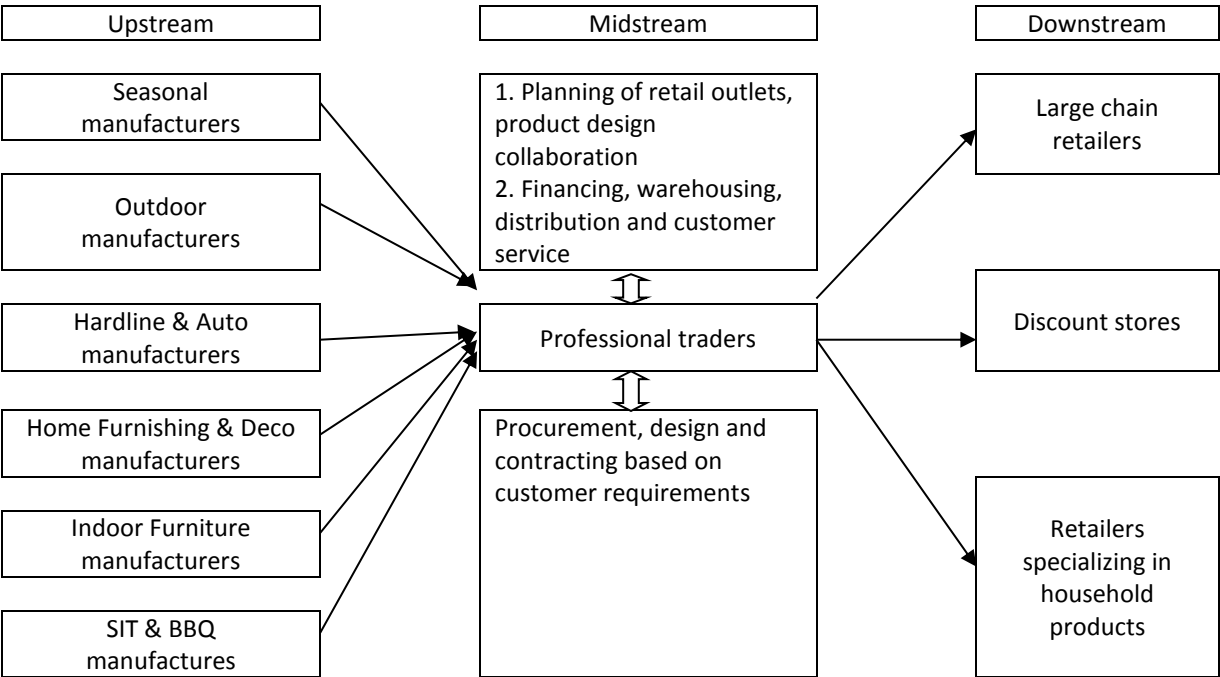 Upstream
Midstream
Downstream
Seasonal
manufacturers
Outdoor
manufacturers
Hardline & Auto
manufacturers
Home Furnishing & Deco
manufacturers
Indoor Furniture
manufacturers
SIT & BBQ
manufactures
1. Planning of retail outlets,
product design
collaboration
2. Financing, warehousing,
distribution and customer
service
Professional traders
Procurement, design and
contracting based on
customer requirements
Large chain
retailers
Discount stores
Retailers
specializing in
household
products